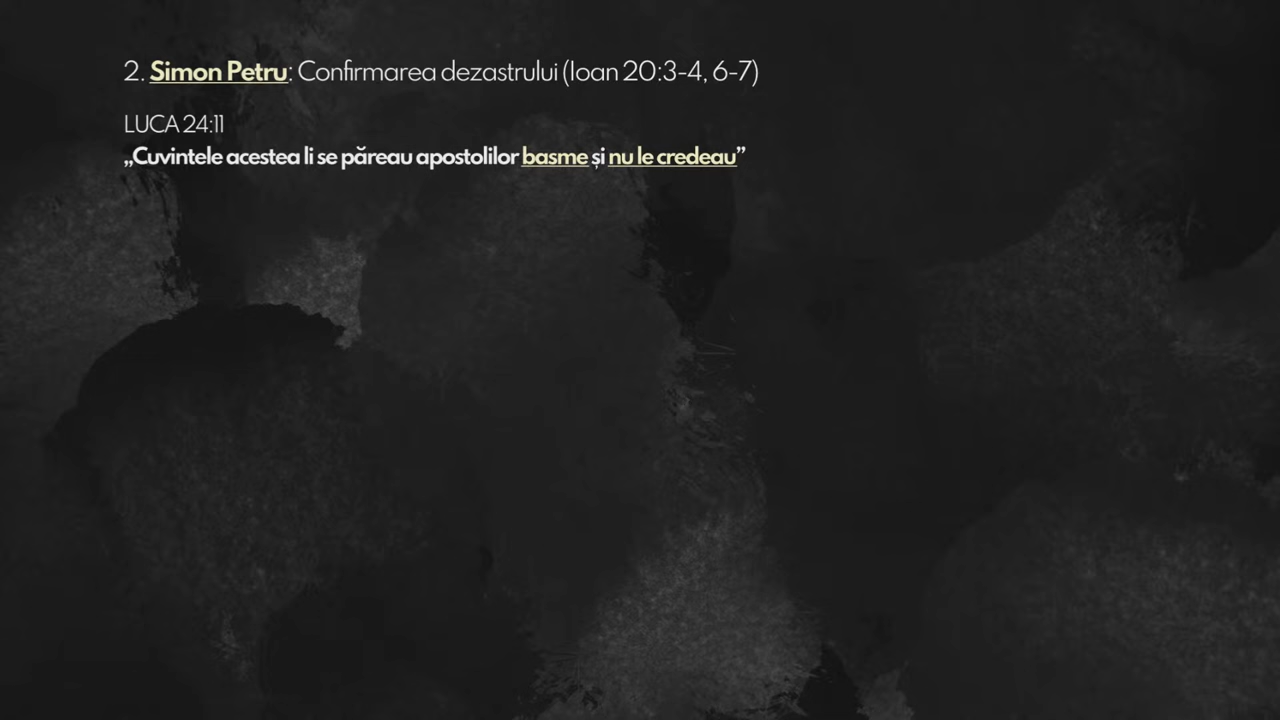 2. Simon Petru: Confirmarea dezastrului (Ioan 20:3-4, 6-7)
LUCA 24:11
„Cuvintele acestea li se păreau apostolilor basme și nu le credeau”